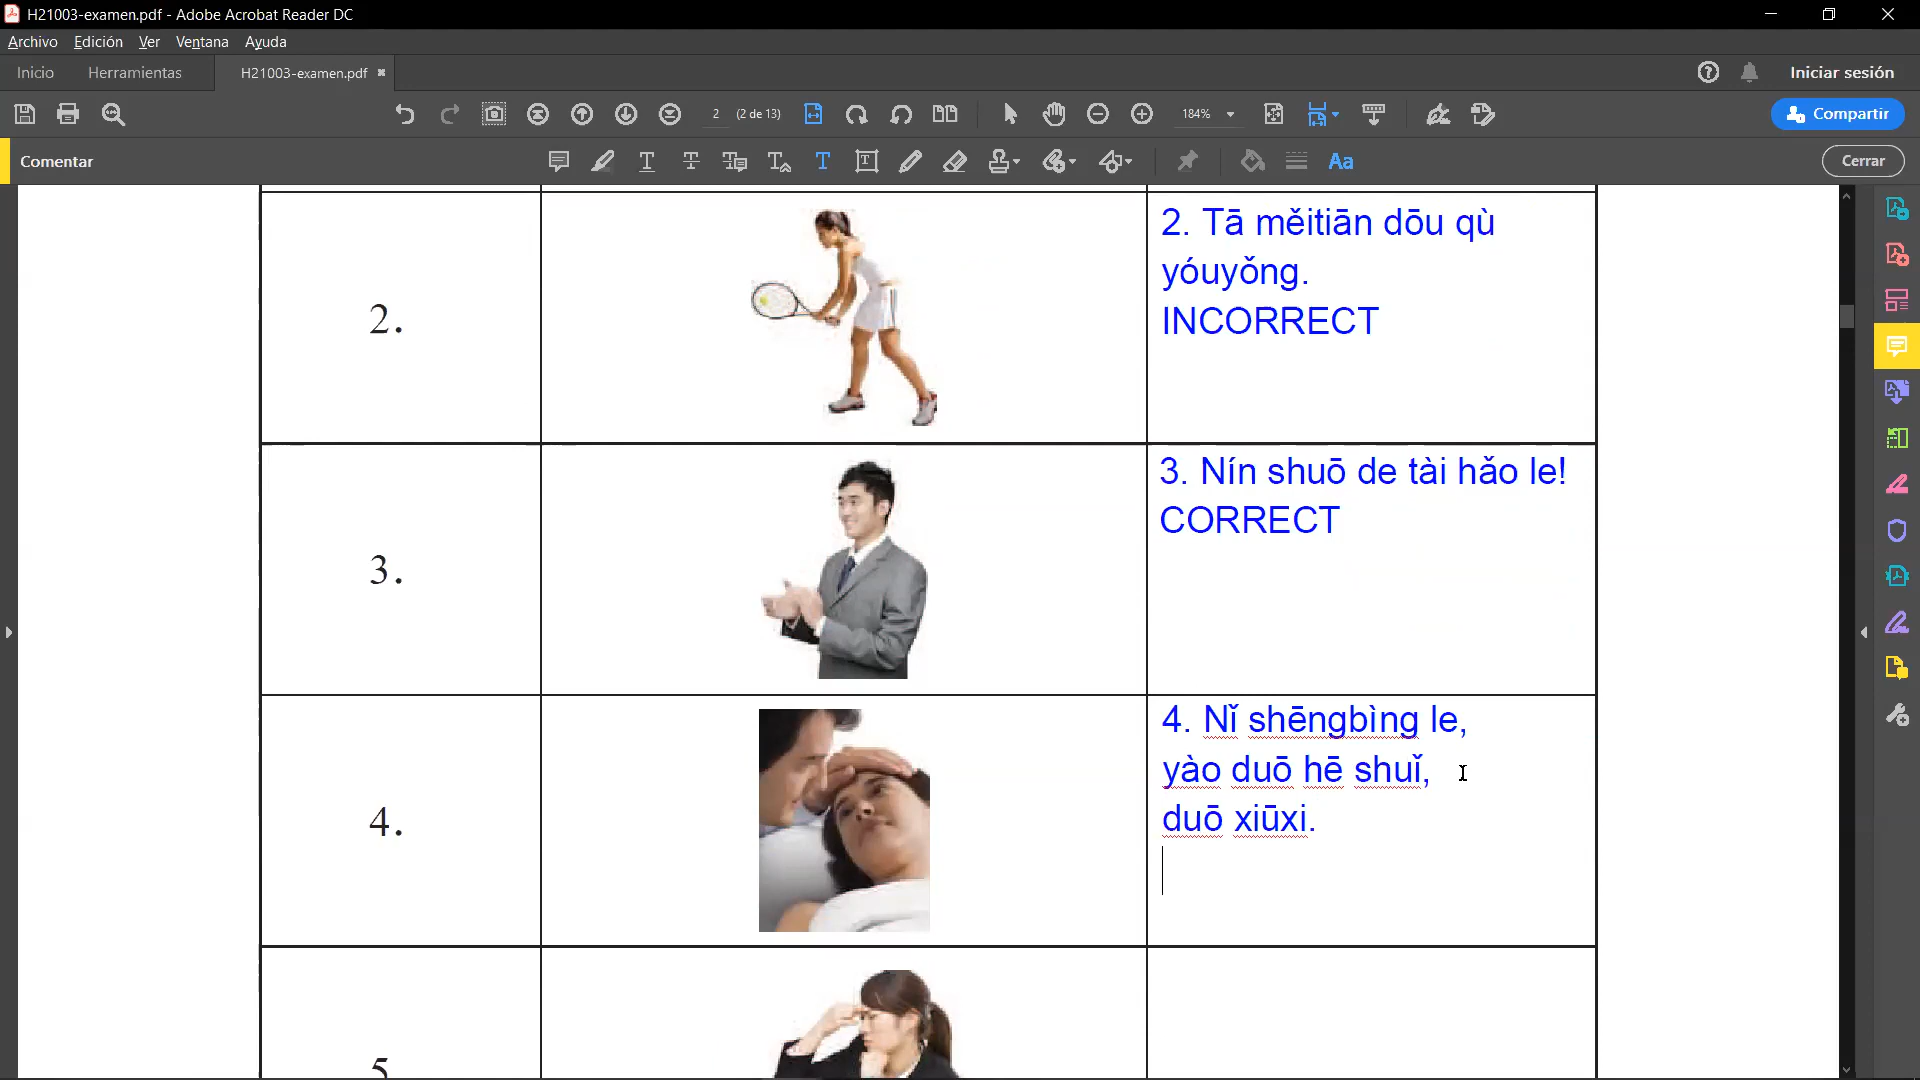 H21003-examen.pdf - Adobe Acrobat Reader DC
Archivo Edición Ver Ventana Ayuda
Inicio Herramientas H21003-examen.pdf Iniciar sesión
2 (2 de 13) 184% Compartir
Comentar Aa Cerrar
2.
2. Tā měitiān dōu qù
yóuyǒng.
INCORRECT
3.
3. Nín shuō de tài hǎo le!
CORRECT
4.
4. Nǐ shēngbìng le,
yào duō hē shuǐ,
duō xiūxi.
5